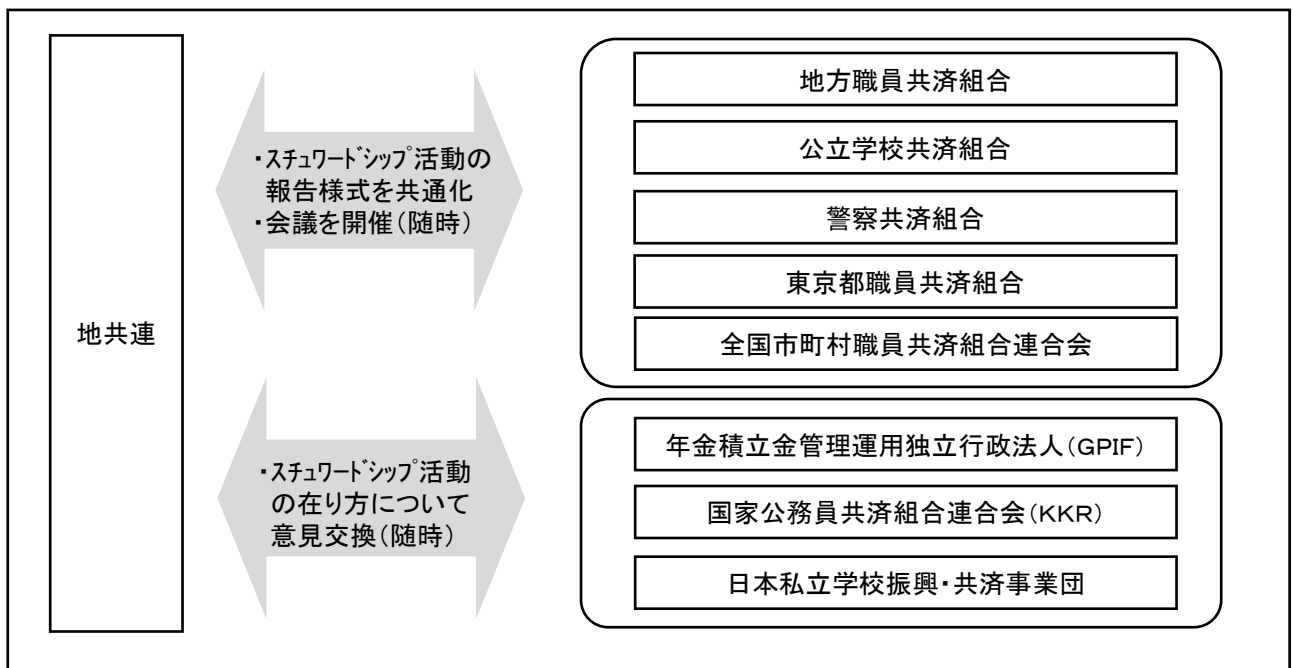 地共連
・ｽﾁｭﾜｰﾄﾞｼｯﾌﾟ活動の
報告様式を共通化
・会議を開催（随時）
地方職員共済組合
公立学校共済組合
警察共済組合
東京都職員共済組合
全国市町村職員共済組合連合会
・ｽﾁｭﾜｰﾄﾞｼｯﾌﾟ活動
の在り方について
意見交換（随時）
年金積立金管理運用独立行政法人（GPIF）
国家公務員共済組合連合会（ＫＫＲ）
日本私立学校振興・共済事業団